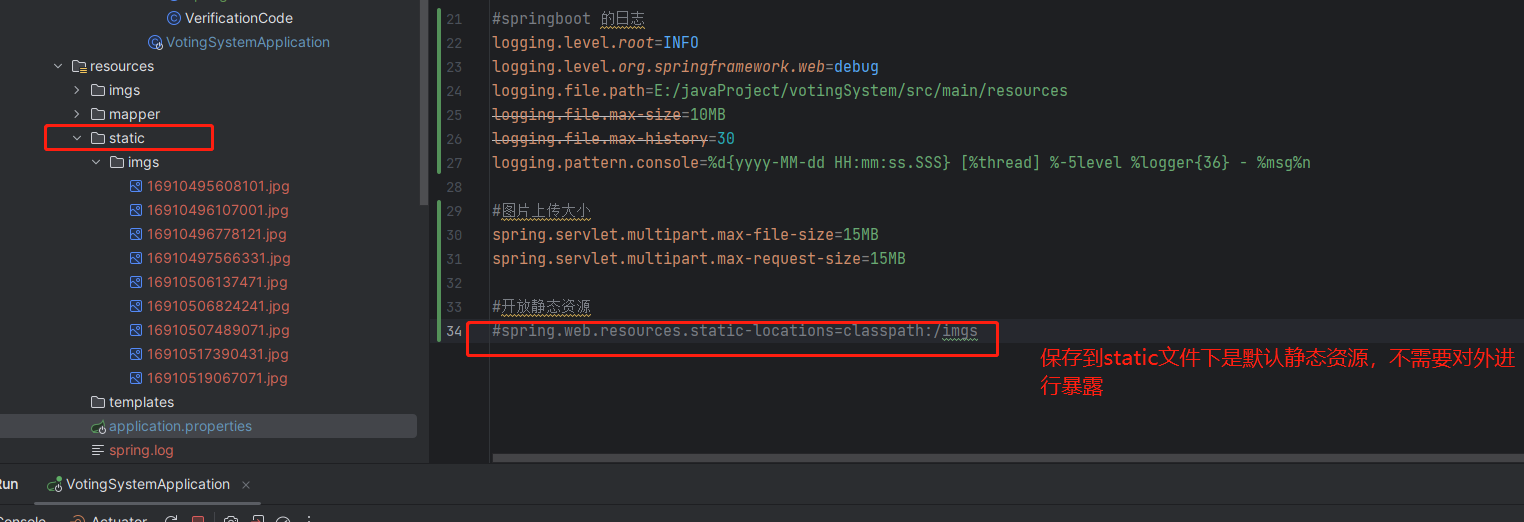 VerificationCode
VotingSystemApplication
resources
imgs
mapper
static
imgs
16910495608101.jpg
16910496107001.jpg
16910496778121.jpg
16910497566331.jpg
16910506137471.jpg
16910506824241.jpg
16910507489071.jpg
16910517390431.jpg
16910519067071.jpg
templates
application.properties
spring.log
21 #springboot 的日志
22 logging.level.root=INFO
23 logging.level.org.springframework.web=debug
24 logging.file.path=E:/javaProject/votingSystem/src/main/resources
25 logging.file.max-size=10MB
26 logging.file.max-history=30
27 logging.pattern.console=%d{yyyy-MM-dd HH:mm:ss.SSS} [%thread] %-5level %logger{36} - %msg%n
28
29 #图片上传大小
30 spring.servlet.multipart.max-file-size=15MB
31 spring.servlet.multipart.max-request-size=15MB
32
33 #开放静态资源
34 #spring.web.resources.static-locations=classpath:/imgs
保存到static文件下是默认静态资源，不需要对外进
行暴露
Run VotingSystemApplication ×
Console Actuator